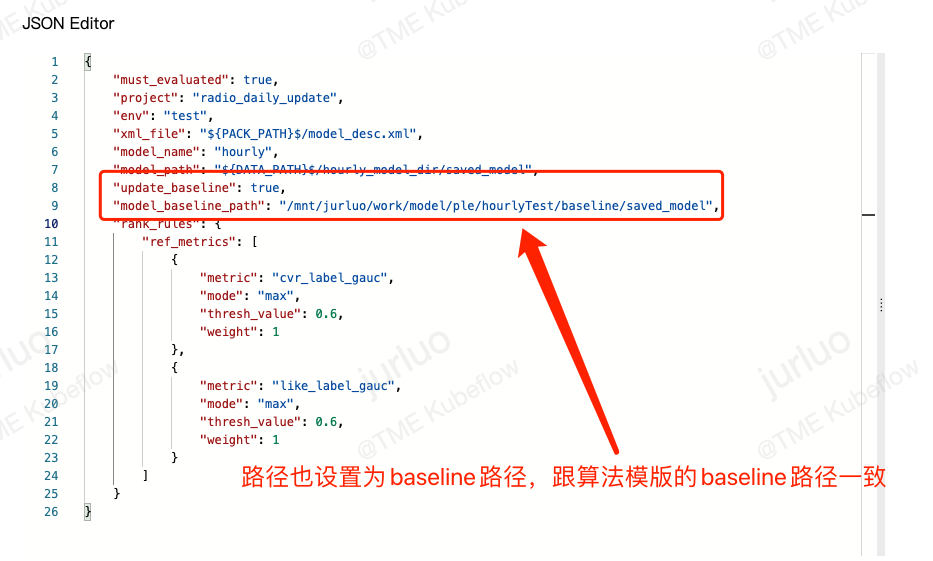 JSON Editor
1 {
2 "must_evaluated": true,
3 "project": "radio_daily_update",
4 "env": "test",
5 "xml_file": "${PACK_PATH}$/model_desc.xml",
6 "model_name": "hourly",
7 "model_path": "${DATA_PATH}$/hourly_model_dir/saved_model",
8 "update_baseline": true,
9 "model_baseline_path": "/mnt/jurluo/work/model/ple/hourlyTest/baseline/saved_model",
10 "rank_rules": {
11 "ref_metrics": [
12 {
13 "metric": "cvr_label_gauc",
14 "mode": "max",
15 "thresh_value": 0.6,
16 "weight": 1
17 },
18 {
19 "metric": "like_label_gauc",
20 "mode": "max",
21 "thresh_value": 0.6,
22 "weight": 1
23 }
24 ]
25 }
26 }
路径也设置为baseline路径，跟算法模版的baseline路径一致
@TME Kubeflow
jurluo
@TME Kubeflow
jurluo
@TME Kubeflow